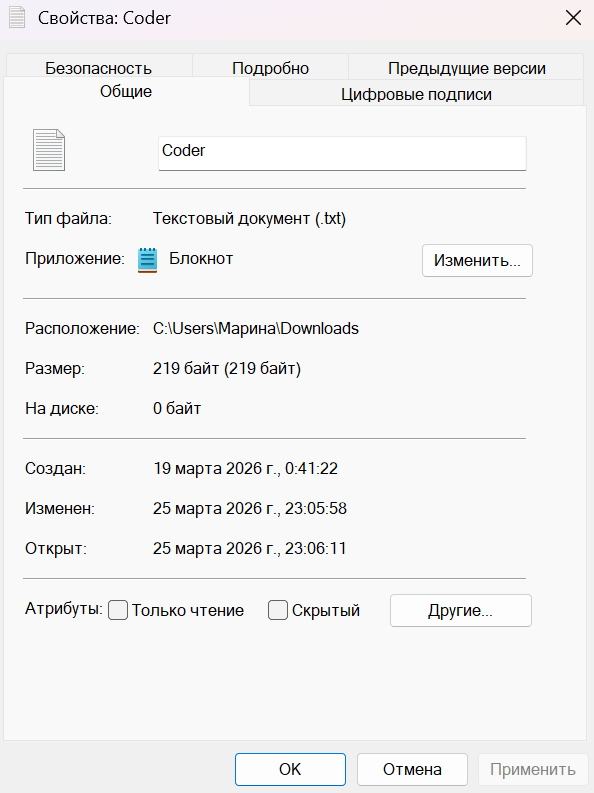 Свойства: Coder
Безопасность Подробно Предыдущие версии
Общие Цифровые подписи
Coder
Тип файла: Текстовый документ (.txt)
Приложение: Блокнот Изменить...
Расположение: C:\Users\Марина\Downloads
Размер: 219 байт (219 байт)
На диске: 0 байт
Создан: 19 марта 2026 г., 0:41:22
Изменен: 25 марта 2026 г., 23:05:58
Открыт: 25 марта 2026 г., 23:06:11
Атрибуты: Только чтение Скрытый Другие...
OK Отмена Применить